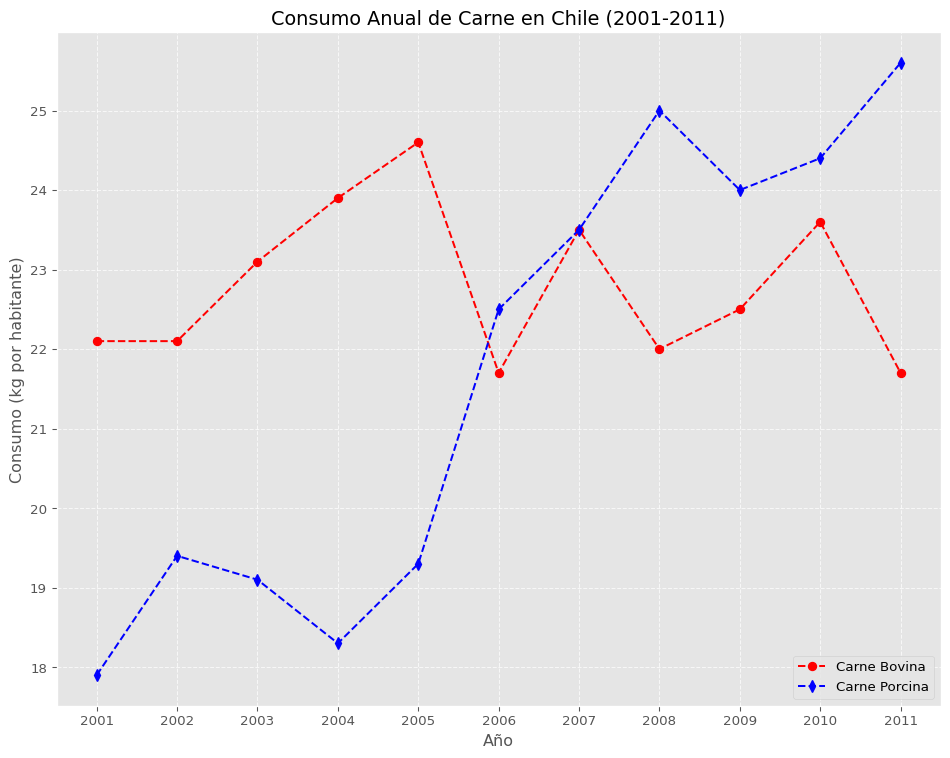 Consumo Anual de Carne en Chile (2001-2011)
Consumo (kg por habitante)
25
24
23
22
21
20
19
18
2001 2002 2003 2004 2005 2006 2007 2008 2009 2010 2011
Año
Carne Bovina
Carne Porcina